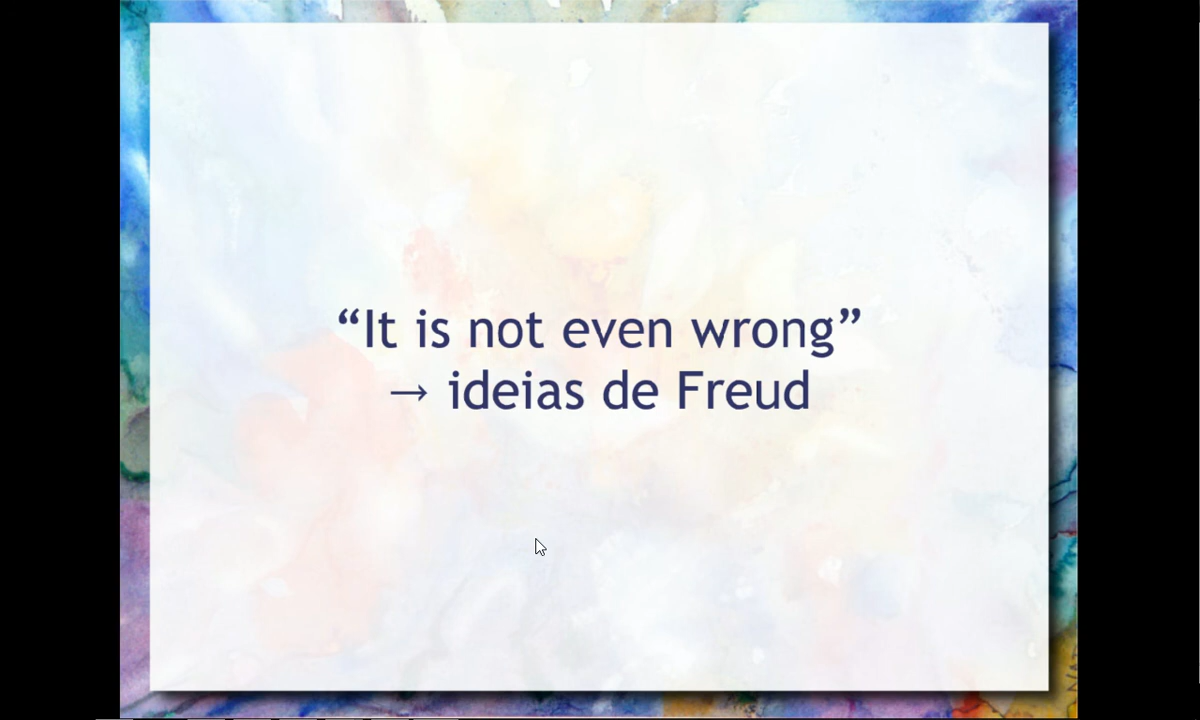 “It is not even wrong”
→ ideias de Freud